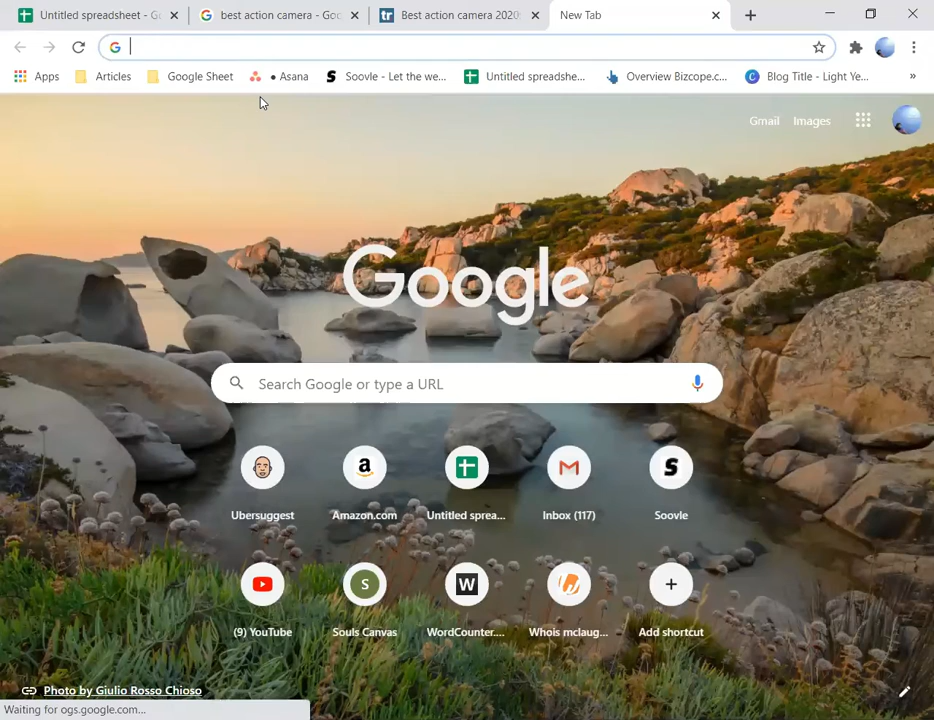 Untitled spreadsheet - Go
best action camera - Goo
Best action camera 2020:
New Tab
Apps
Articles
Google Sheet
• Asana
Soovle - Let the we...
Untitled spreadshe...
Overview Bizcope.c...
Blog Title - Light Ye...
»
Gmail
Images
Google
Search Google or type a URL
Ubersuggest
Amazon.com
Untitled sprea...
Inbox (117)
Soovle
(9) YouTube
Souls Canvas
WordCounter....
Whois mclaug...
Add shortcut
Photo by Giulio Rosso Chioso
Waiting for ogs.google.com...